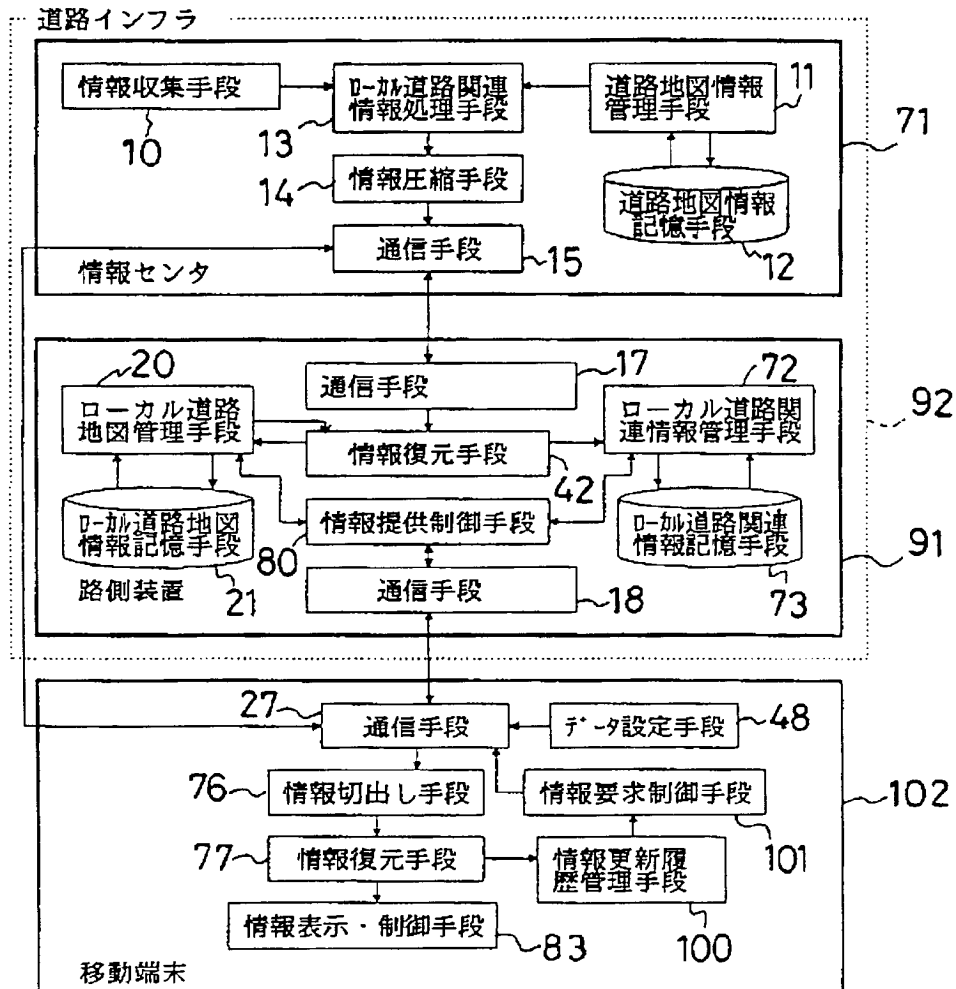 道路インフラ
情報収集手段
10
ローカル道路関連
情報処理手段
13
道路地図情報
管理手段
11
71
情報圧縮手段
14
道路地図情報
記憶手段
12
通信手段
15
情報センタ
通信手段
17
20
ローカル道路
地図管理手段
72
ローカル道路関
連情報管理手段
92
情報復元手段
42
ローカル道路地図
情報記憶手段
21
情報提供制御手段
80
ローカル道路関連
情報記憶手段
73
91
路側装置
通信手段
18
27
通信手段
データ設定手段
48
76
情報切出し手段
情報要求制御手段
101
102
77
情報復元手段
情報更新履
歴管理手段
100
情報表示・制御手段
83
移動端末